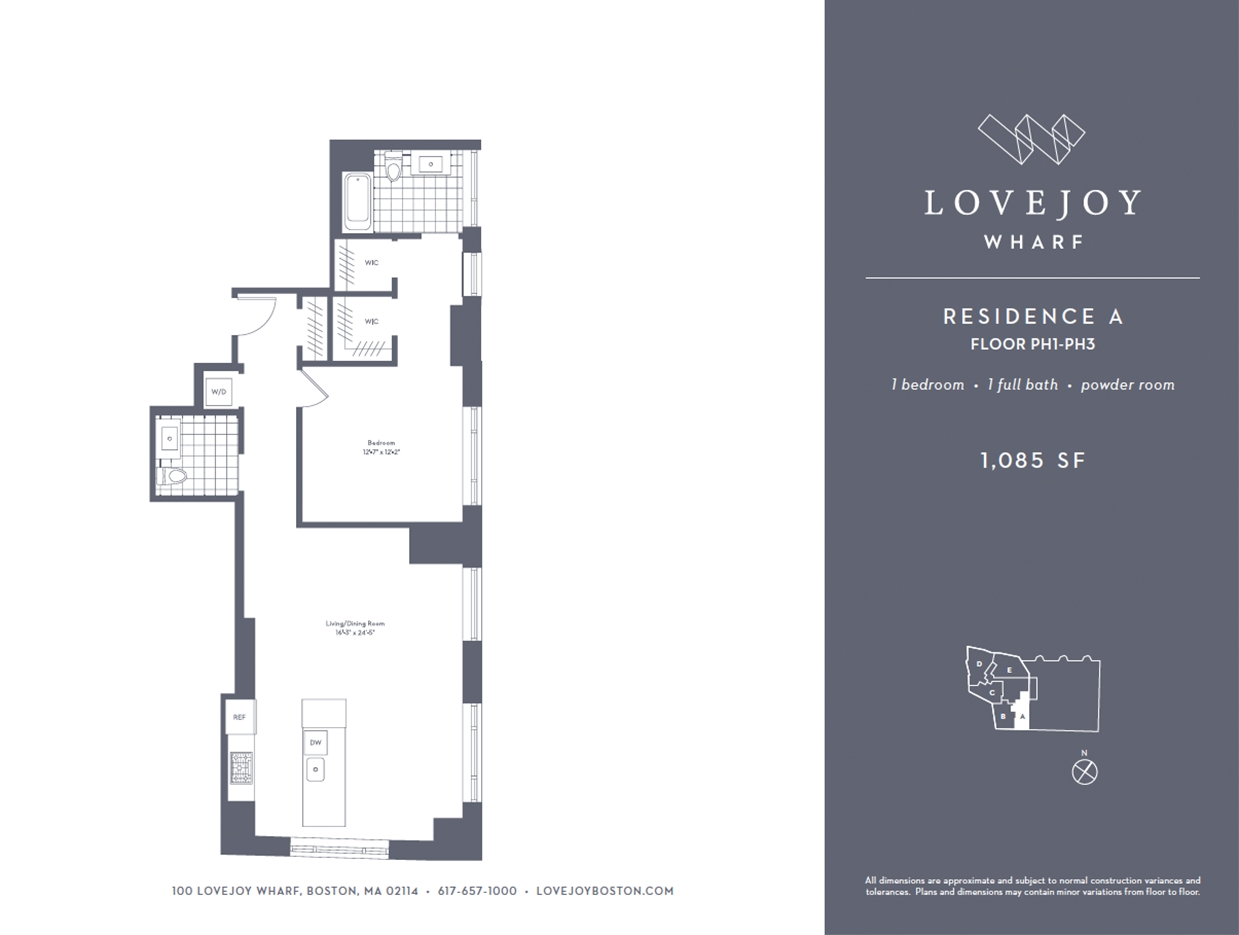 WIC
WIC
W/D
Bedroom
12'-7" x 12'-2"
Living/Dining Room
14'-3" x 24'-5"
REF
DW
100 LOVEJOY WHARF, BOSTON, MA 02114 • 617-657-1000 • LOVEJOYBOSTON.COM
LOVEJOY
WHARF
RESIDENCE A
FLOOR PH1-PH3
1 bedroom • 1 full bath • powder room
1,085 SF
D
E
C
B
A
N
All dimensions are approximate and subject to normal construction variances and
tolerances. Plans and dimensions may contain minor variations from floor to floor.